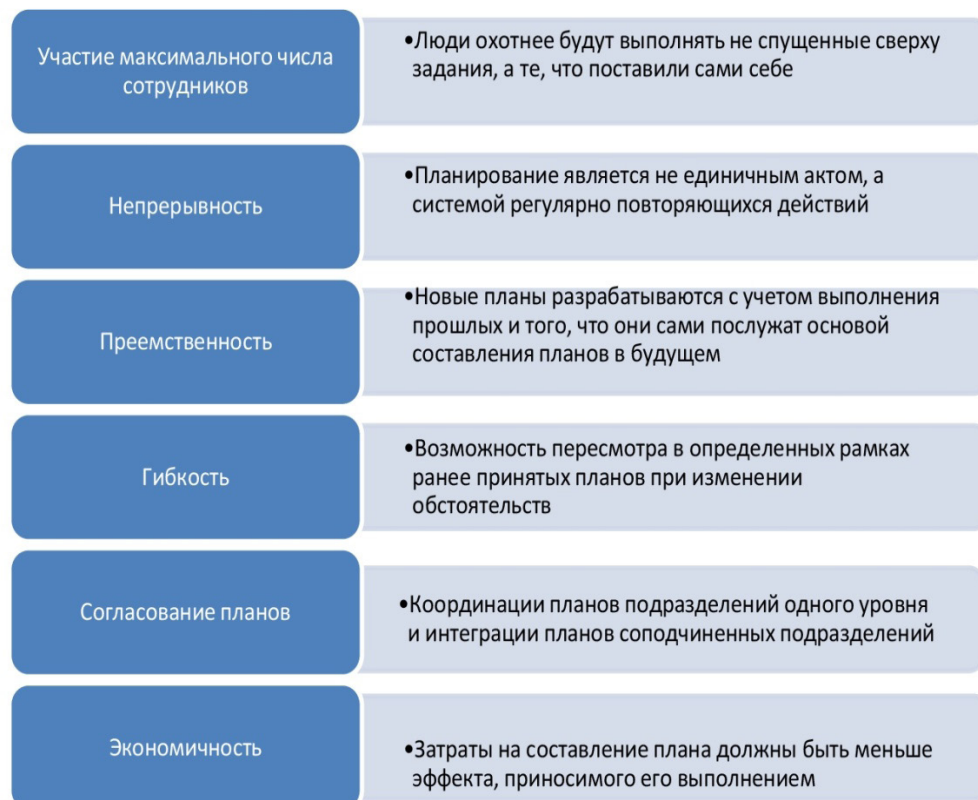 Участие максимального числа
сотрудников
•Люди охотнее будут выполнять не спущенные сверху
задания, а те, что поставили сами себе
Непрерывность
•Планирование является не единичным актом, а
системой регулярно повторяющихся действий
Преемственность
•Новые планы разрабатываются с учетом выполнения
прошлых и того, что они сами послужат основой
составления планов в будущем
Гибкость
•Возможность пересмотра в определенных рамках
ранее принятых планов при изменении
обстоятельств
Согласование планов
•Координации планов подразделений одного уровня
и интеграции планов соподчиненных подразделений
Экономичность
•Затраты на составление плана должны быть меньше
эффекта, приносимого его выполнением